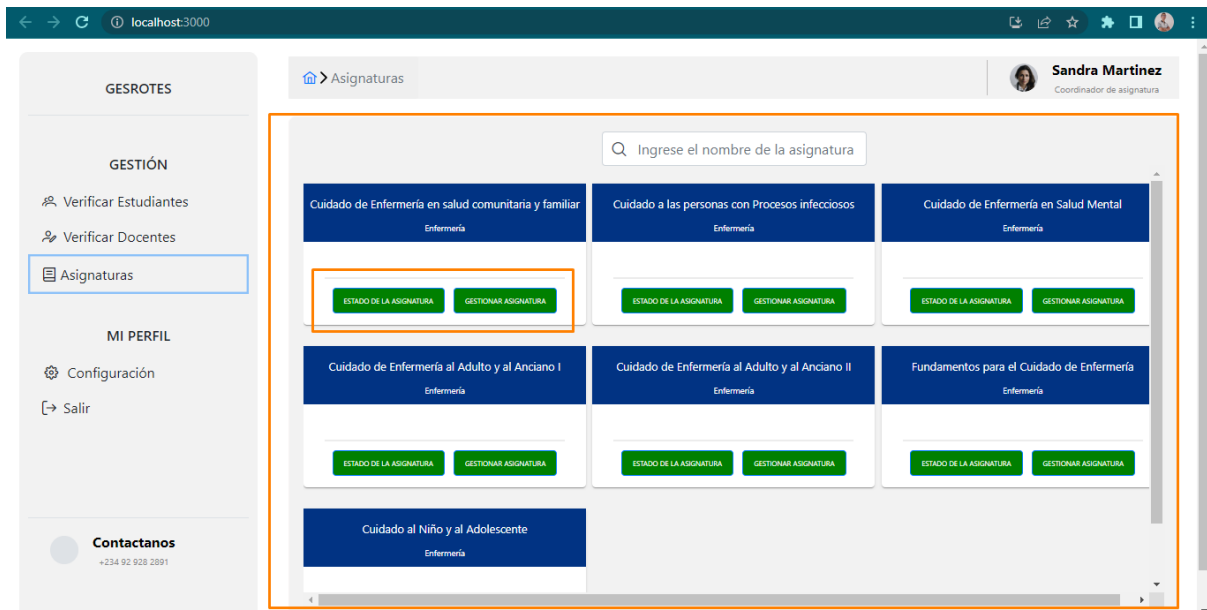 localhost:3000
GESROTES
Asignaturas
Sandra Martinez
Coordinador de asignatura
GESTIÓN
Verificar Estudiantes
Verificar Docentes
Asignaturas
MI PERFIL
Configuración
Salir
Contactanos
+234 92 928 2891
Ingrese el nombre de la asignatura
Cuidado de Enfermería en salud comunitaria y familiar
Enfermería
ESTADO DE LA ASIGNATURA
GESTIONAR ASIGNATURA
Cuidado a las personas con Procesos infecciosos
Enfermería
ESTADO DE LA ASIGNATURA
GESTIONAR ASIGNATURA
Cuidado de Enfermería en Salud Mental
Enfermería
ESTADO DE LA ASIGNATURA
GESTIONAR ASIGNATURA
Cuidado de Enfermería al Adulto y al Anciano I
Enfermería
ESTADO DE LA ASIGNATURA
GESTIONAR ASIGNATURA
Cuidado de Enfermería al Adulto y al Anciano II
Enfermería
ESTADO DE LA ASIGNATURA
GESTIONAR ASIGNATURA
Fundamentos para el Cuidado de Enfermería
Enfermería
ESTADO DE LA ASIGNATURA
GESTIONAR ASIGNATURA
Cuidado al Niño y al Adolescente
Enfermería